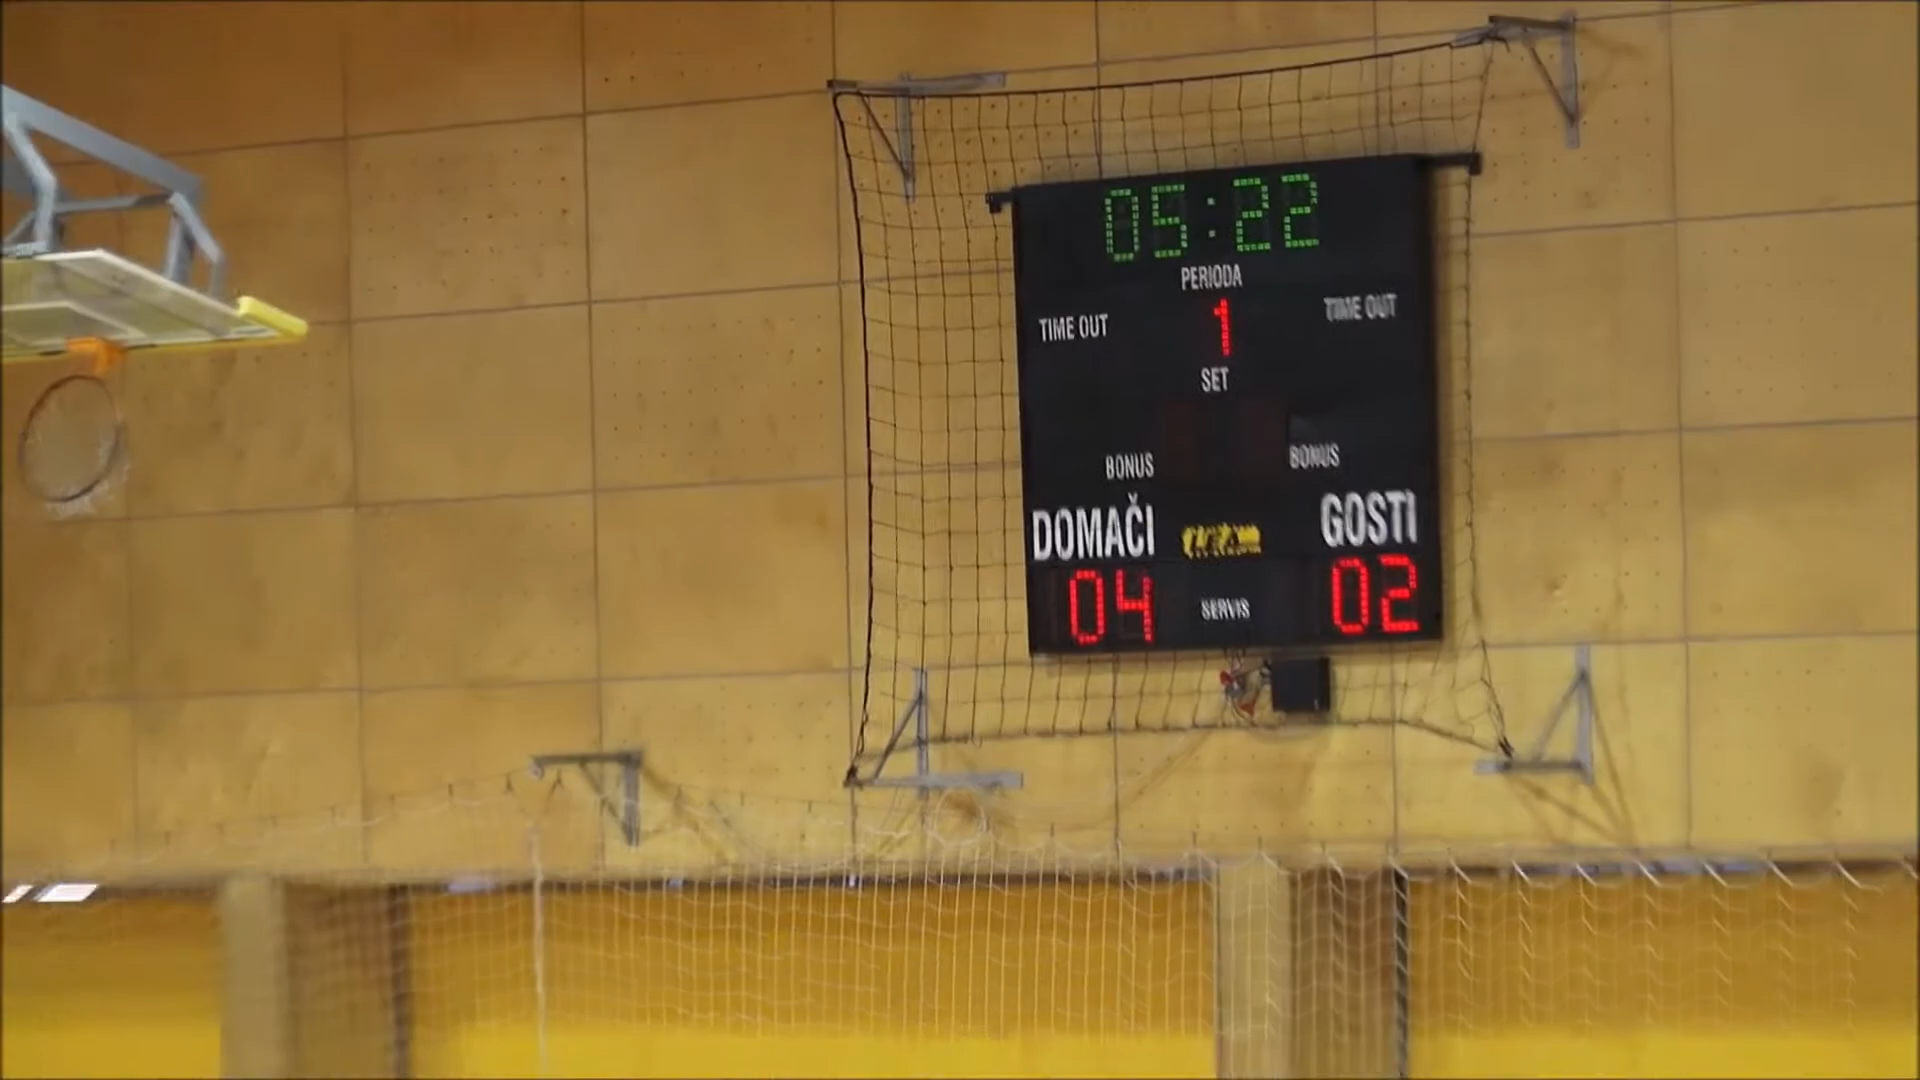 05:22
PERIODA
TIME OUT 1 TIME OUT
SET
BONUS BONUS
DOMAČI GOSTI
04 SERVIS 02